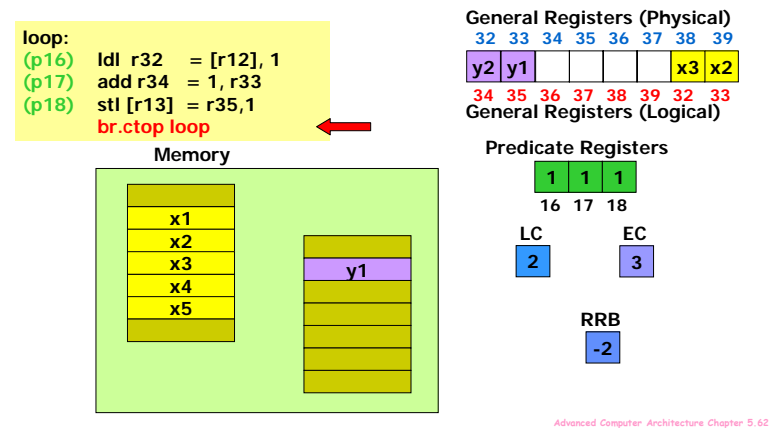 General Registers (Physical)
32 33 34 35 36 37 38 39
y2 y1 x3 x2
34 35 36 37 38 39 32 33
General Registers (Logical)
loop:
(p16) ldl r32 = [r12], 1
(p17) add r34 = 1, r33
(p18) stl [r13] = r35,1
br.ctop loop
Memory
x1
x2
x3
x4
x5
y1
Predicate Registers
1 1 1
16 17 18
LC EC
2 3
RRB
-2
Advanced Computer Architecture Chapter 5.62